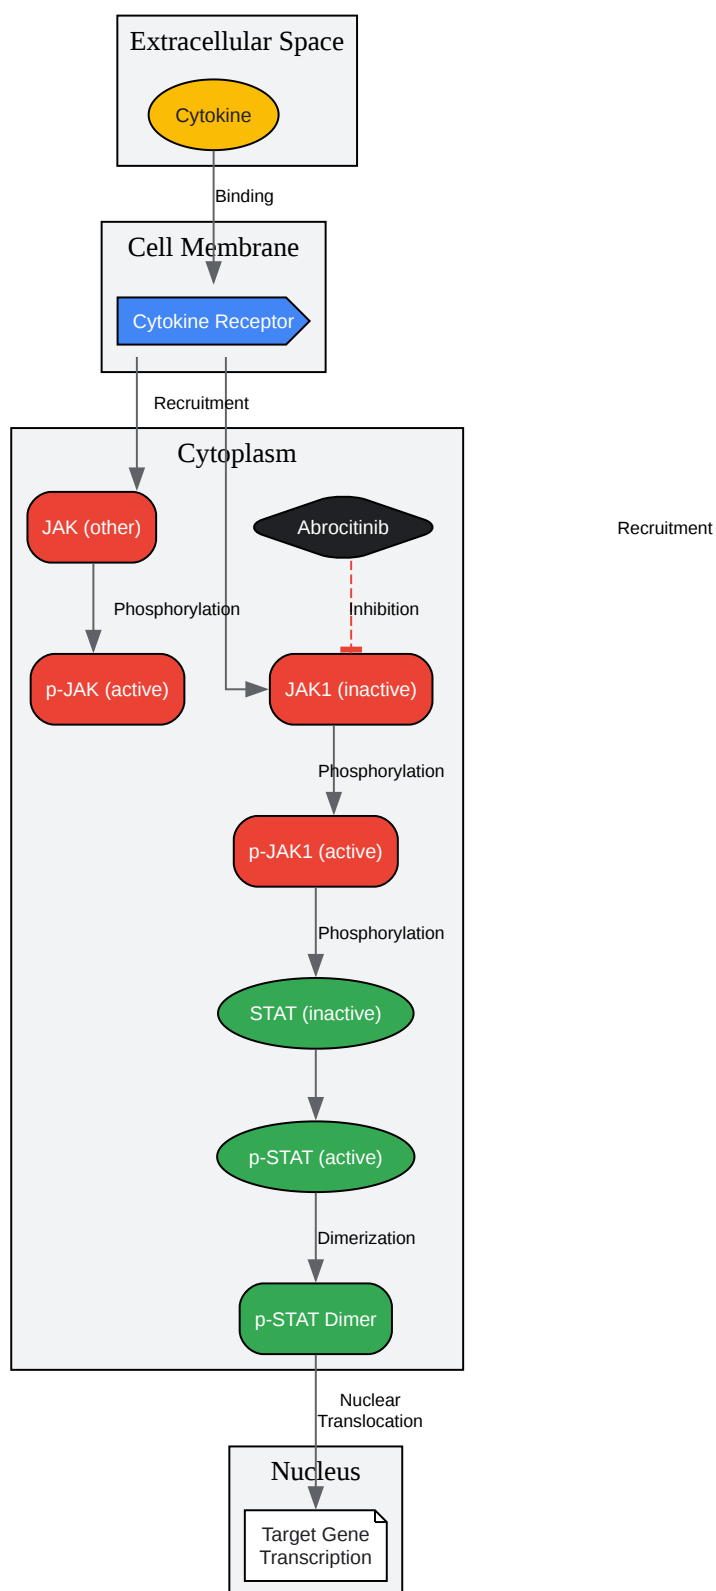 Extracellular Space
Cytokine
Binding
Cell Membrane
Cytokine Receptor
Recruitment
Cytoplasm
JAK (other)
Abrocitinib
Recruitment
Phosphorylation
Inhibition
p-JAK (active)
JAK1 (inactive)
Phosphorylation
p-JAK1 (active)
Phosphorylation
STAT (inactive)
p-STAT (active)
Dimerization
p-STAT Dimer
Nuclear
Translocation
Nucleus
Target Gene
Transcription